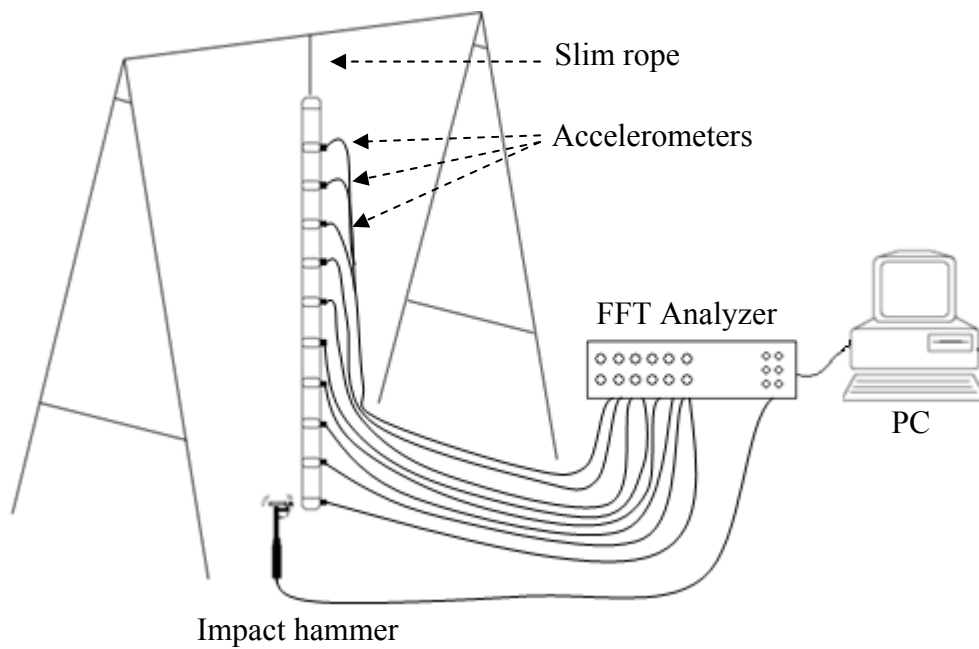 Slim rope
Accelerometers
FFT Analyzer
PC
Impact hammer